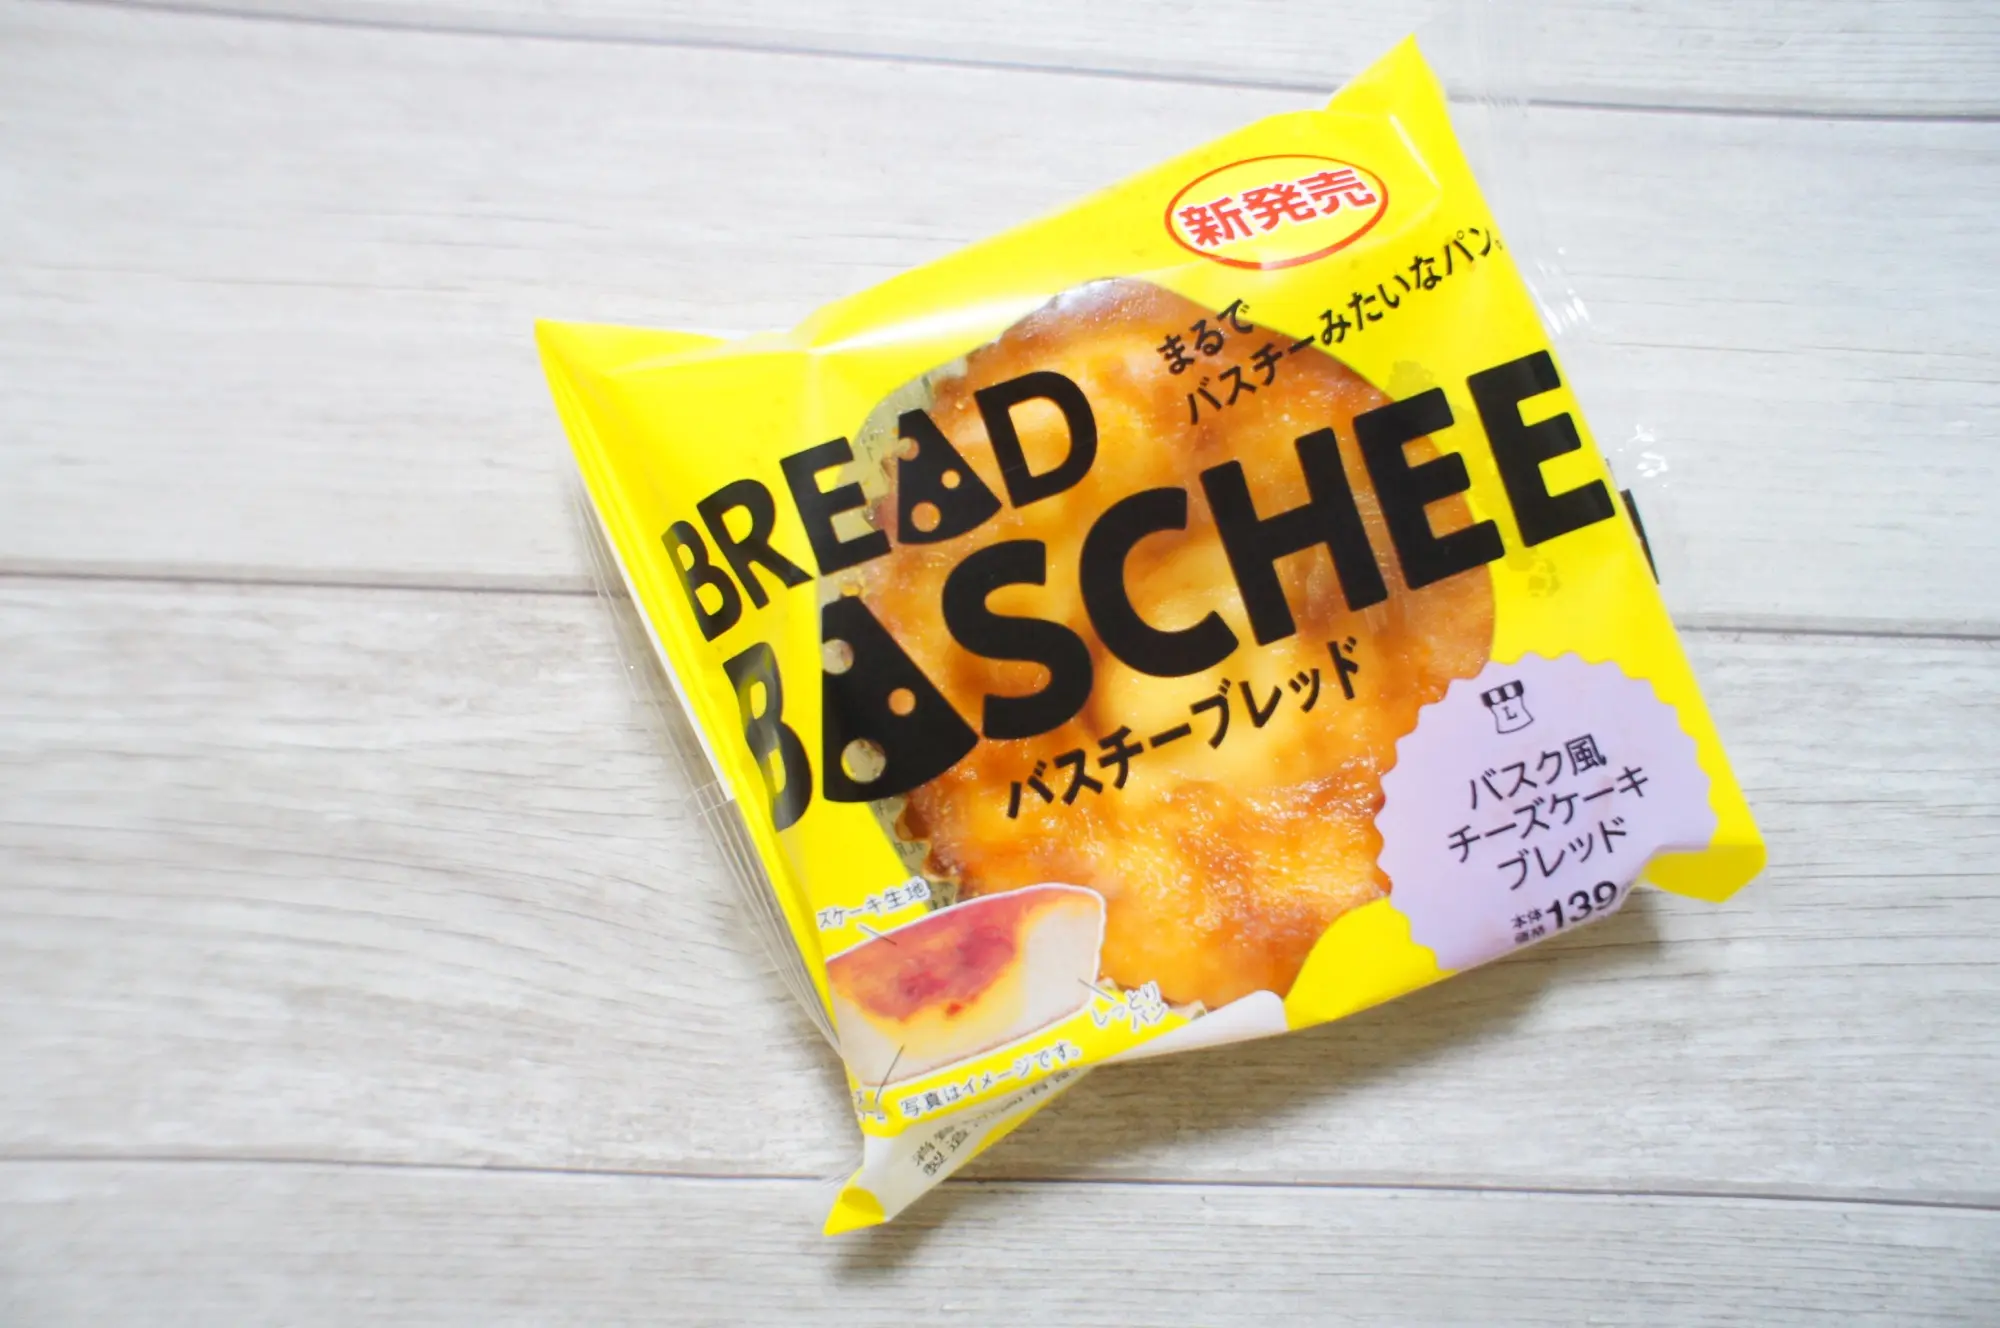 新発売
まるで
バスチーみたいなパン。
BREAD
BASCHEE
バスチーブレッド
L
バスク風
チーズケーキ
ブレッド
本体
価格 139
ズケーキ生地
しっとり
パン
写真はイメージです。